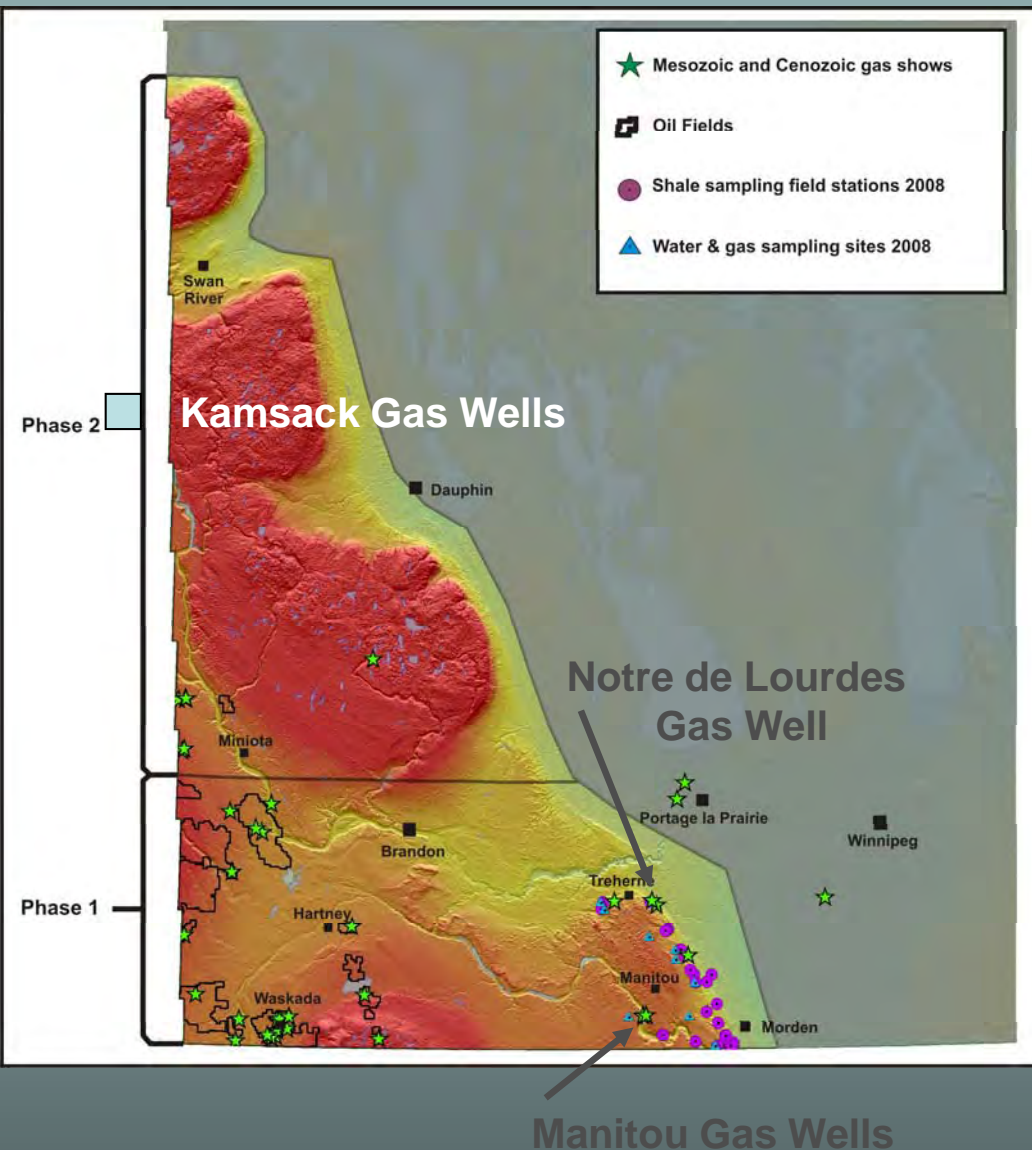 Mesozoic and Cenozoic gas shows
Oil Fields
Shale sampling field stations 2008
Water & gas sampling sites 2008
Swan
River
Phase 2
Kamsack Gas Wells
Dauphin
Notre de Lourdes
Gas Well
Miniota
Portage la Prairie
Winnipeg
Brandon
Treherne
Phase 1
Hartney
Manitou
Waskada
Morden
Manitou Gas Wells